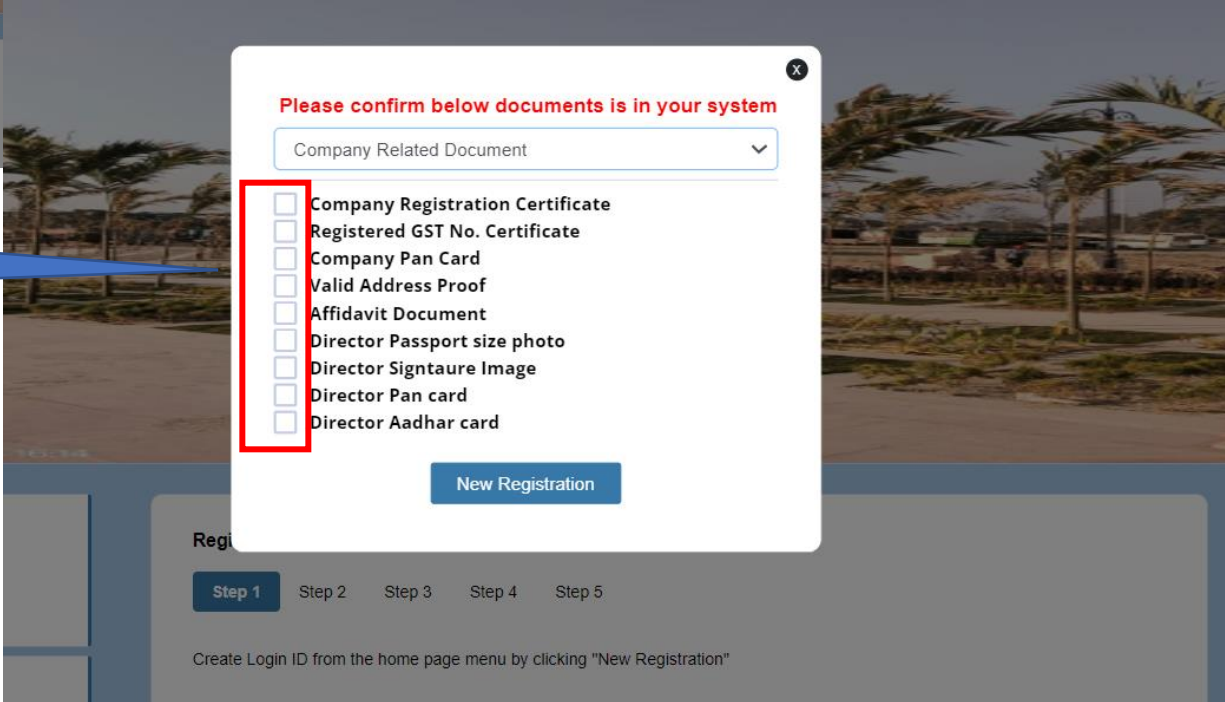 X
Please confirm below documents is in your system
Company Related Document
Company Registration Certificate
Registered GST No. Certificate
Company Pan Card
Valid Address Proof
Affidavit Document
Director Passport size photo
Director Signtaure Image
Director Pan card
Director Aadhar card
New Registration
Regi
Step 1 Step 2 Step 3 Step 4 Step 5
Create Login ID from the home page menu by clicking "New Registration"